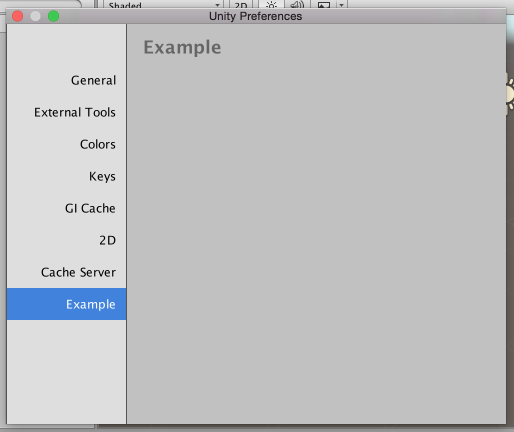 Shaded
2D
Unity Preferences
Example
General
External Tools
Colors
Keys
GI Cache
2D
Cache Server
Example